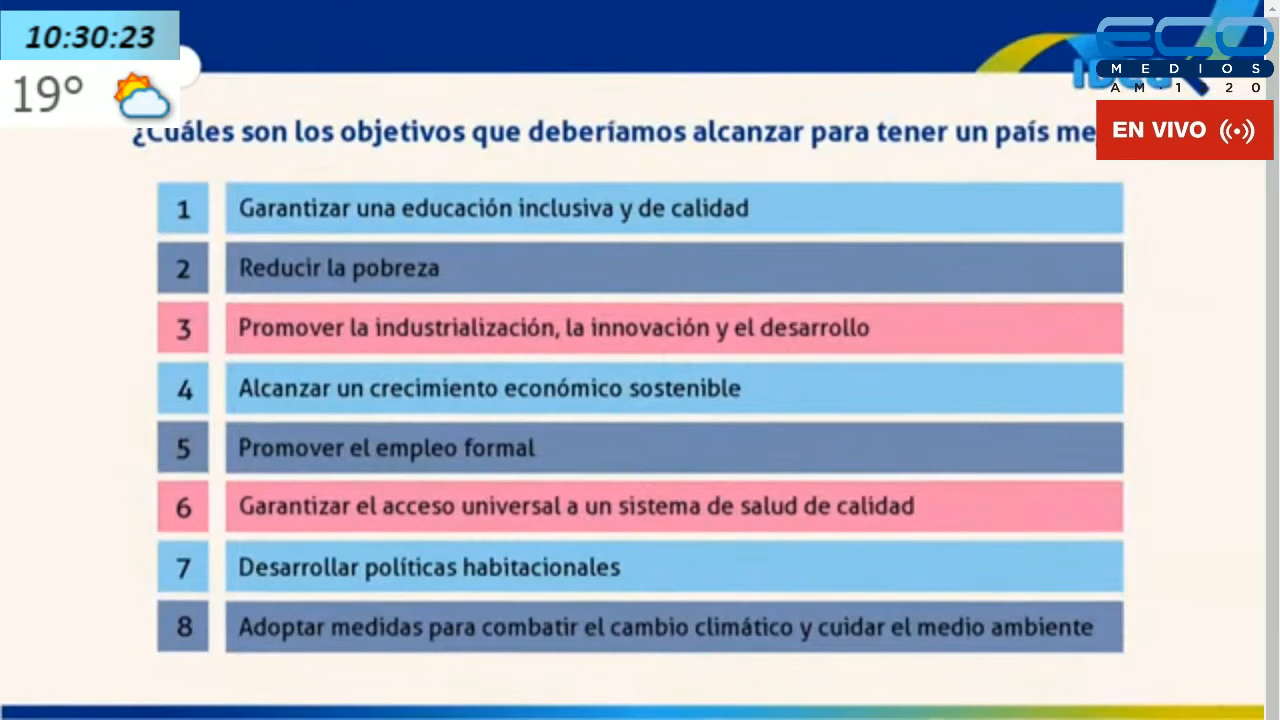 10:30:23
19°
ECO
MEDIOS
EN VIVO
¿Cuáles son los objetivos que deberíamos alcanzar para tener un país
1 Garantizar una educación inclusiva y de calidad
2 Reducir la pobreza
3 Promover la industrialización, la innovación y el desarrollo
4 Alcanzar un crecimiento económico sostenible
5 Promover el empleo formal
6 Garantizar el acceso universal a un sistema de salud de calidad
7 Desarrollar políticas habitacionales
8 Adoptar medidas para combatir el cambio climático y cuidar el medio ambiente